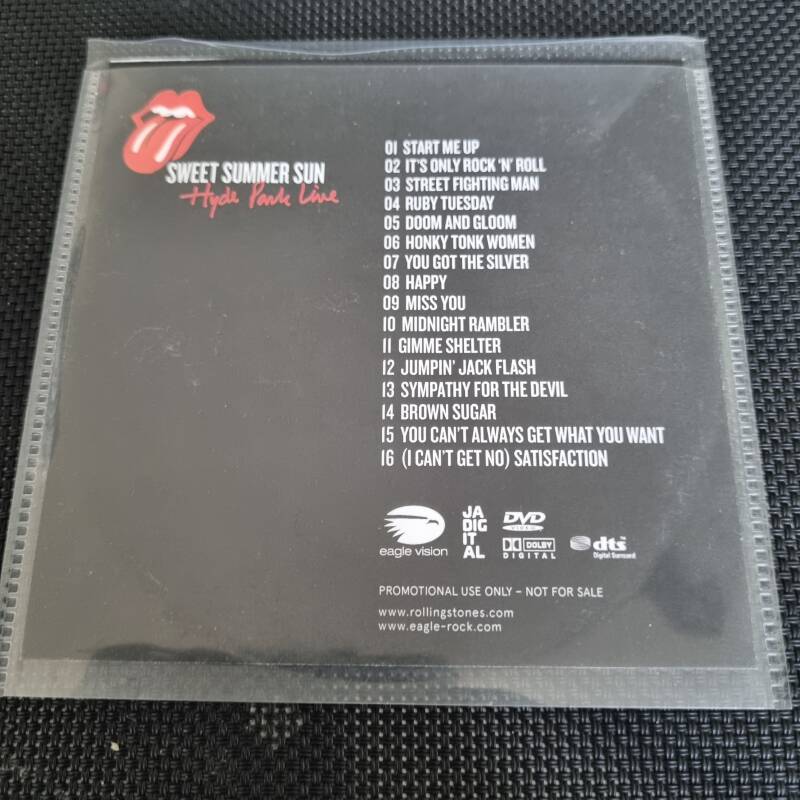 SWEET SUMMER SUN
Hyde Park Live
01 START ME UP
02 IT'S ONLY ROCK 'N' ROLL
03 STREET FIGHTING MAN
04 RUBY TUESDAY
05 DOOM AND GLOOM
06 HONKY TONK WOMEN
07 YOU GOT THE SILVER
08 HAPPY
09 MISS YOU
10 MIDNIGHT RAMBLER
11 GIMME SHELTER
12 JUMPIN' JACK FLASH
13 SYMPATHY FOR THE DEVIL
14 BROWN SUGAR
15 YOU CAN'T ALWAYS GET WHAT YOU WANT
16 (I CAN'T GET NO) SATISFACTION
eagle vision
JA
DIG
IT
AL
DVD
VIDEO
DOLBY
DIGITAL
dts
Digital Surround
PROMOTIONAL USE ONLY – NOT FOR SALE
www.rollingstones.com
www.eagle-rock.com